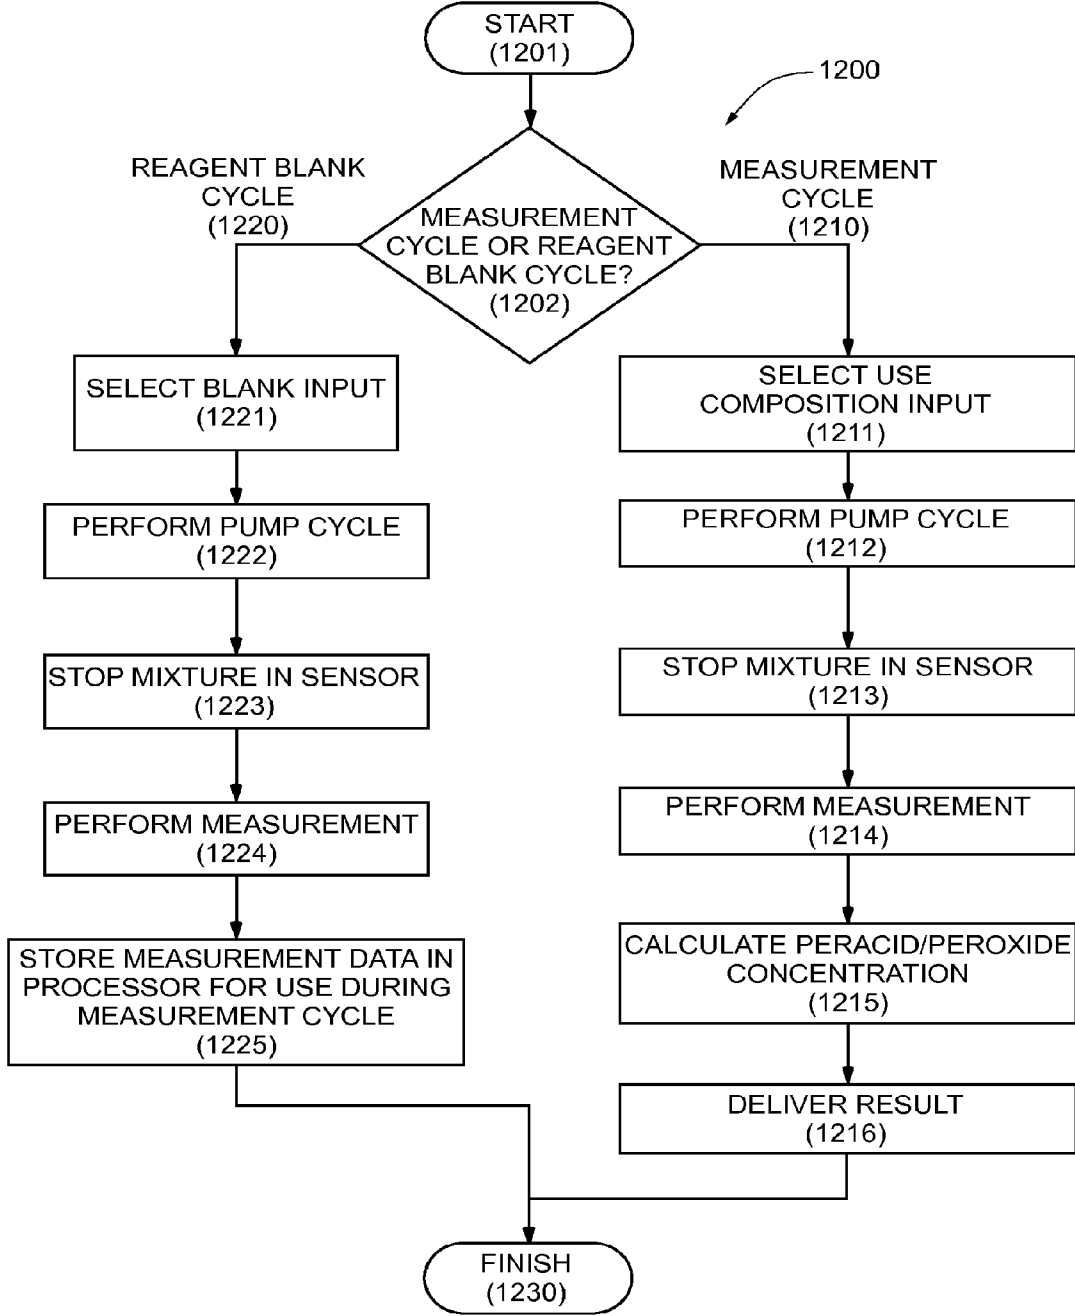 START
(1201)
1200
REAGENT BLANK
CYCLE
(1220)
MEASUREMENT
CYCLE
(1210)
MEASUREMENT
CYCLE OR REAGENT
BLANK CYCLE?
(1202)
SELECT BLANK INPUT
(1221)
PERFORM PUMP CYCLE
(1222)
STOP MIXTURE IN SENSOR
(1223)
PERFORM MEASUREMENT
(1224)
STORE MEASUREMENT DATA IN
PROCESSOR FOR USE DURING
MEASUREMENT CYCLE
(1225)
SELECT USE
COMPOSITION INPUT
(1211)
PERFORM PUMP CYCLE
(1212)
STOP MIXTURE IN SENSOR
(1213)
PERFORM MEASUREMENT
(1214)
CALCULATE PERACID/PEROXIDE
CONCENTRATION
(1215)
DELIVER RESULT
(1216)
FINISH
(1230)